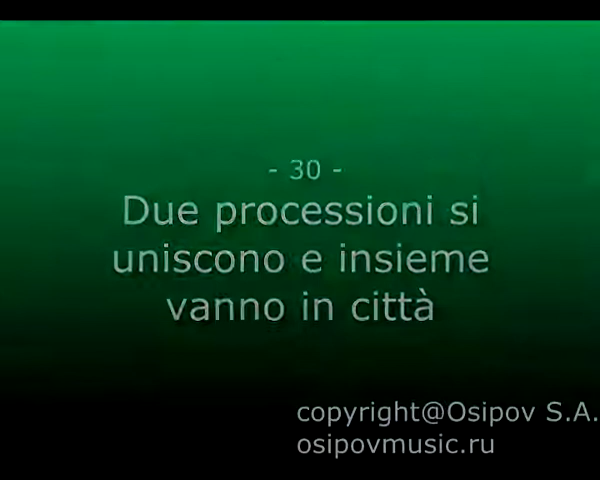 - 30 -
Due processioni si
uniscono e insieme
vanno in città
copyright@Osipov S.A.
osipovmusic.ru